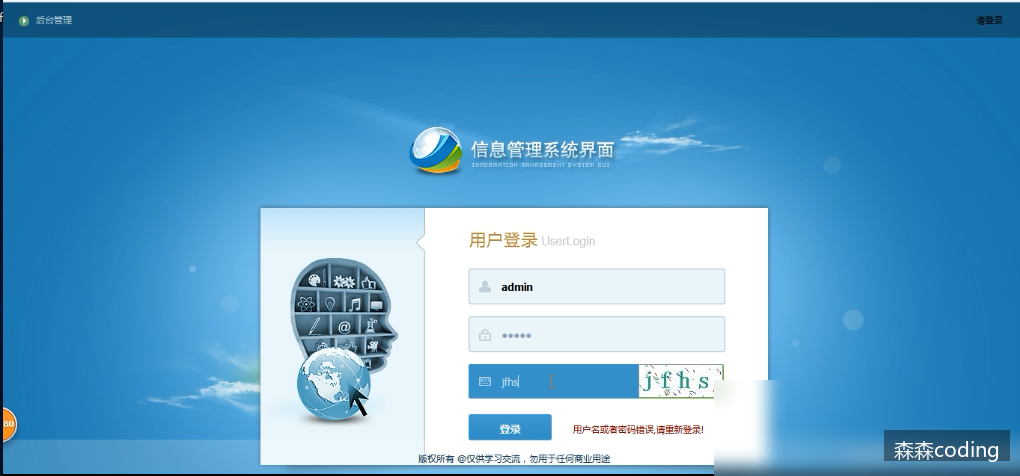 后台管理
请登录
信息管理系统界面
INFORMATION MANAGEMENT SYSTEM GUI
用户登录 UserLogin
admin
jfhs
jfhs
登录
用户名或者密码错误,请重新登录!
版权所有 @仅供学习交流，勿用于任何商业用途
80
森森coding